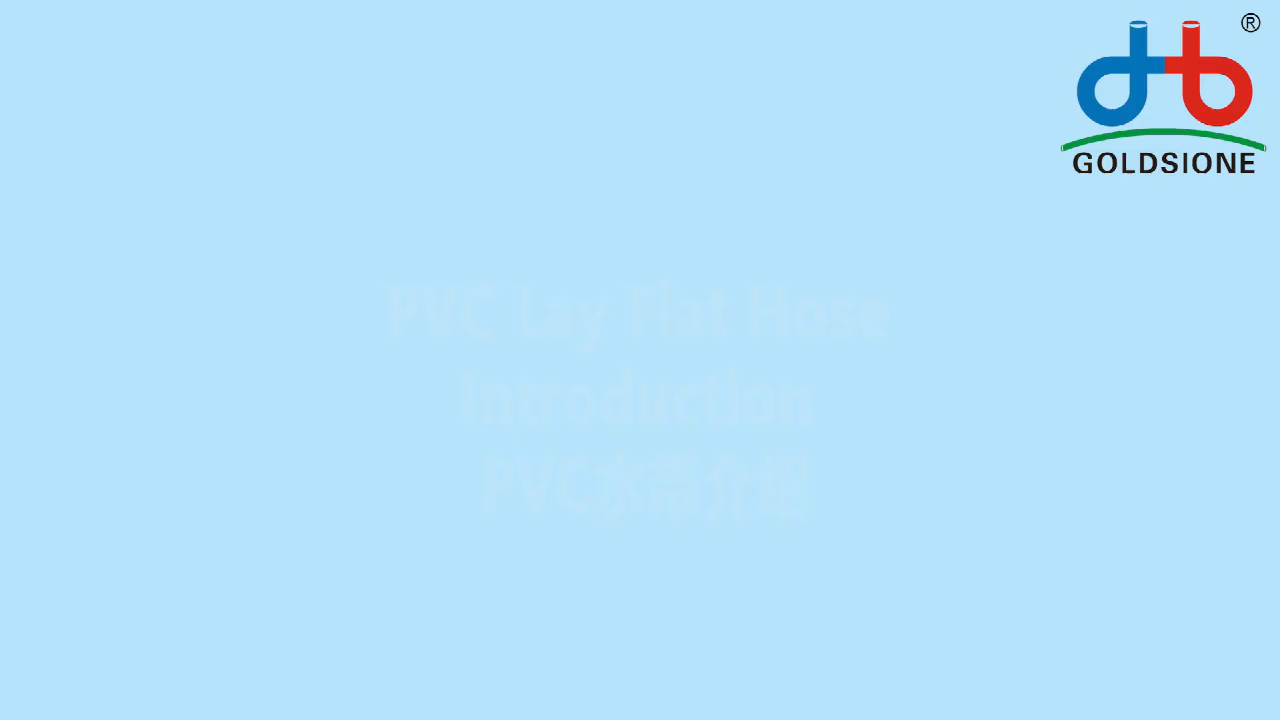 ®
GOLDSIONE
PVC Lay Flat Hose
Introduction
PVC水带介绍